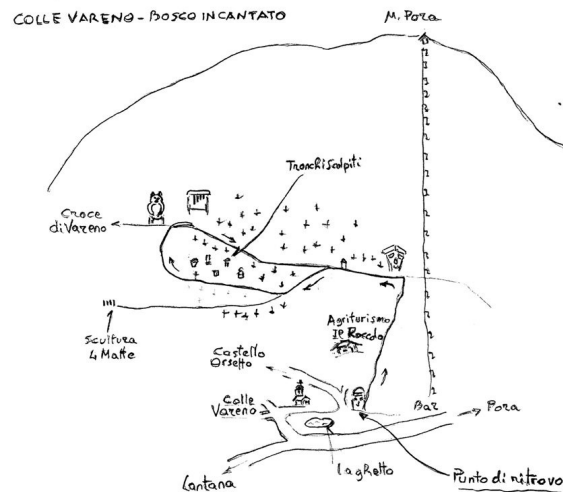 COLLE VARENO - BOSCO INCANTATO
M. Pora
Tronchi Scolpiti
Croce
di Vareno
Agriturismo
Il Roccolo
Scultura
4 Matte
Castello
Orsetto
Colle
Vareno
Bar
Pora
Lantana
Laghetto
Punto di ritrovo